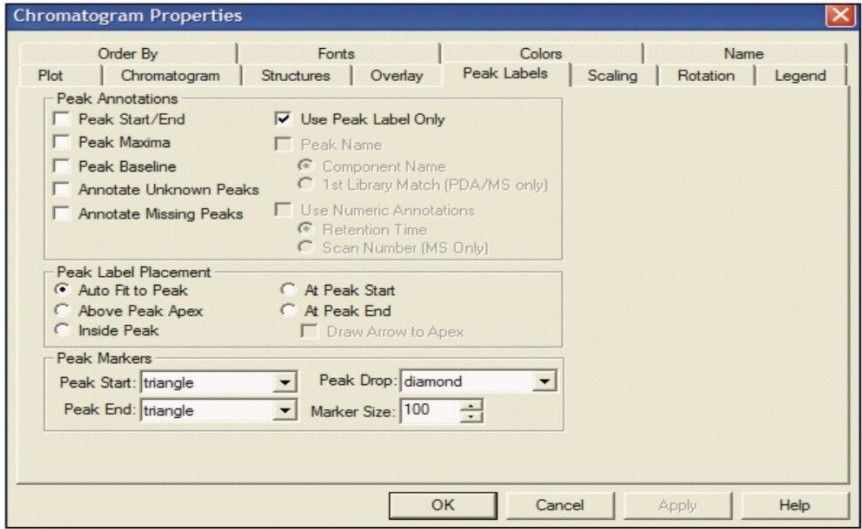 Chromatogram Properties
Order By Fonts Colors Name
Plot Chromatogram Structures Overlay Peak Labels Scaling Rotation Legend
Peak Annotations
Peak Start/End
Peak Maxima
Peak Baseline
Annotate Unknown Peaks
Annotate Missing Peaks
Use Peak Label Only
Peak Name
Component Name
1st Library Match (PDA/MS only)
Use Numeric Annotations
Retention Time
Scan Number (MS Only)
Peak Label Placement
Auto Fit to Peak
Above Peak Apex
Inside Peak
At Peak Start
At Peak End
Draw Arrow to Apex
Peak Markers
Peak Start: triangle
Peak End: triangle
Peak Drop: diamond
Marker Size: 100
OK Cancel Apply Help